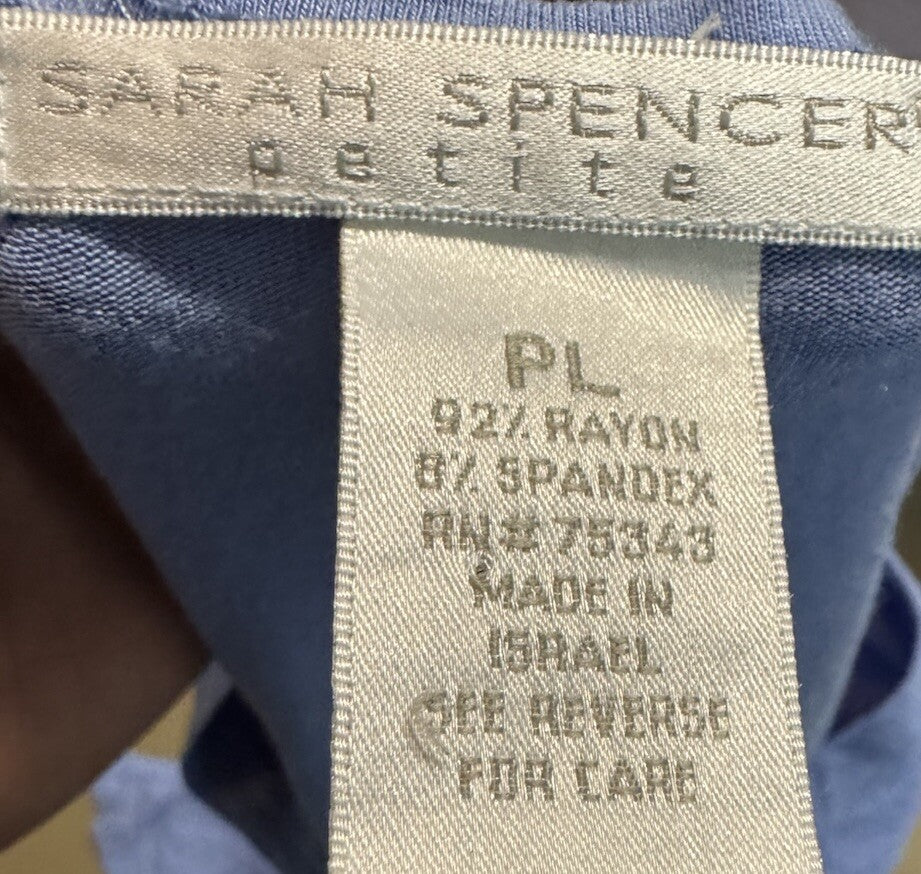 SARAH SPENCER
petite
PL
92% RAYON
8% SPANDEX
RN# 75343
MADE IN
ISRAEL
SEE REVERSE
FOR CARE